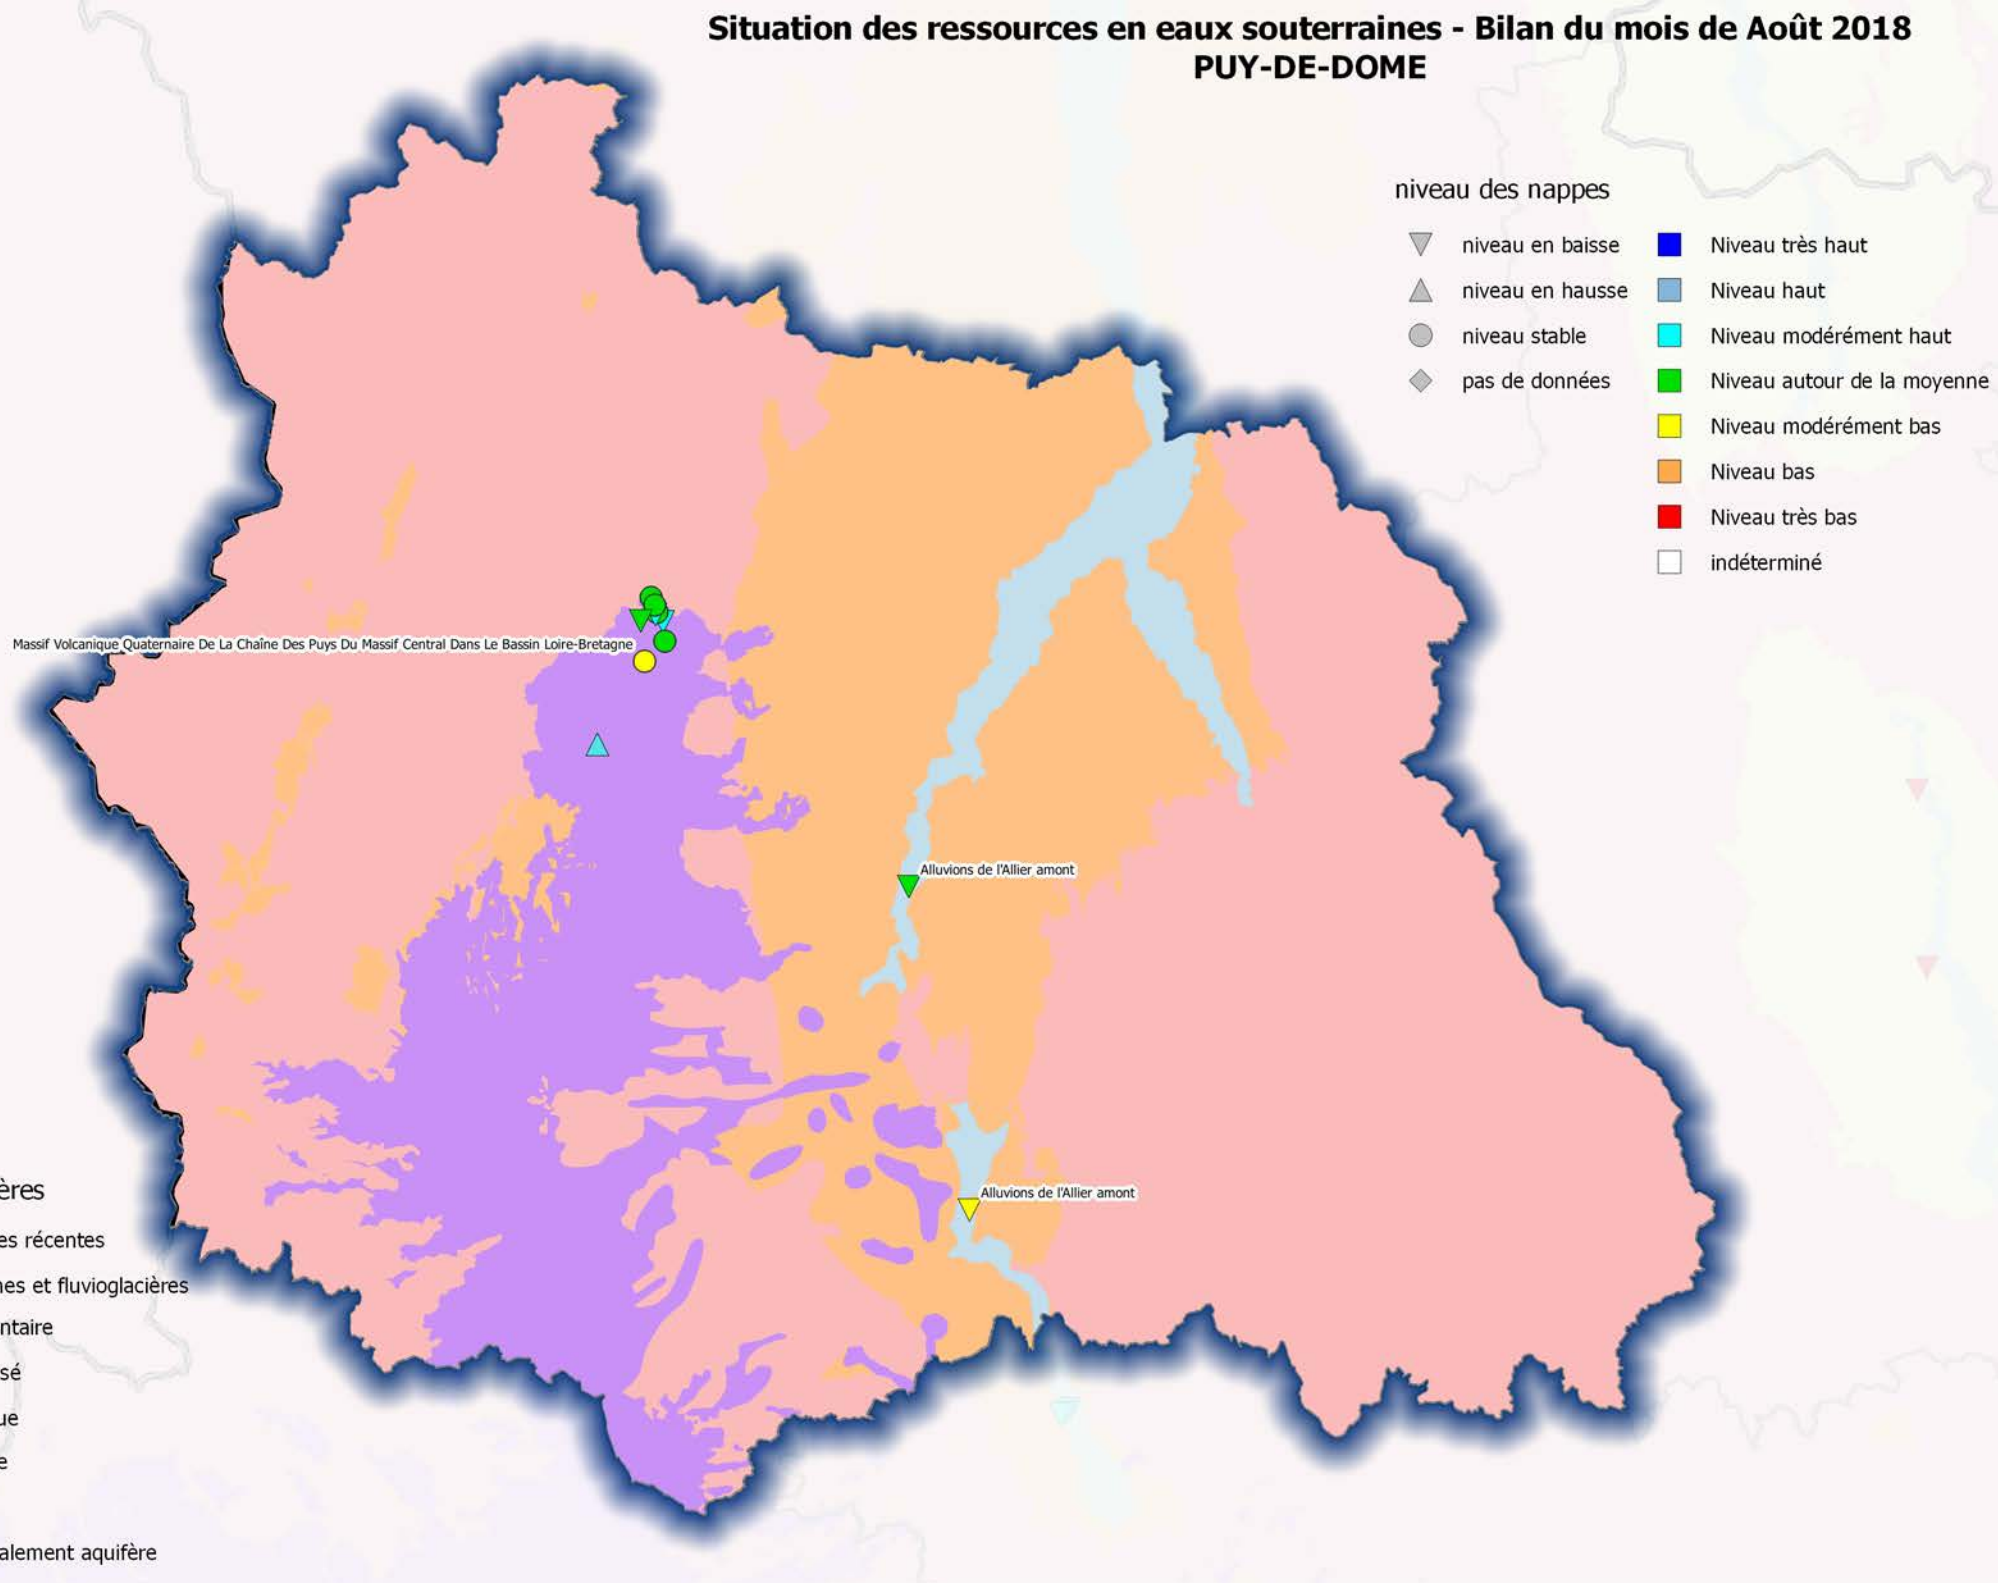 Situation des ressources en eaux souterraines - Bilan du mois de Août 2018
PUY-DE-DOME
niveau des nappes
niveau en baisse
niveau en hausse
niveau stable
pas de données
Niveau très haut
Niveau haut
Niveau modérément haut
Niveau autour de la moyenne
Niveau modérément bas
Niveau bas
Niveau très bas
indéterminé
Massif Volcanique Quaternaire De La Chaîne Des Puys Du Massif Central Dans Le Bassin Loire-Bretagne
Alluvions de l'Allier amont
Alluvions de l'Allier amont
ères
es récentes
nes et fluvioglacières
ntaire
sé
ue
e
alement aquifère